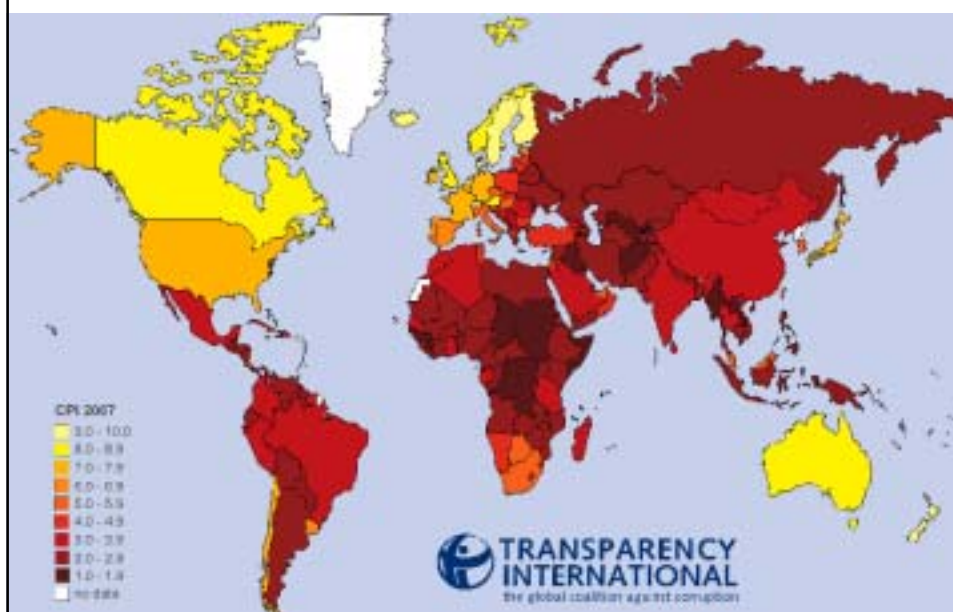 CPI 2007
9.0 - 10.0
8.0 - 8.9
7.0 - 7.9
6.0 - 6.9
5.0 - 5.9
4.0 - 4.9
3.0 - 3.9
2.0 - 2.9
1.0 - 1.9
no data
TRANSPARENCY
INTERNATIONAL
the global coalition against corruption